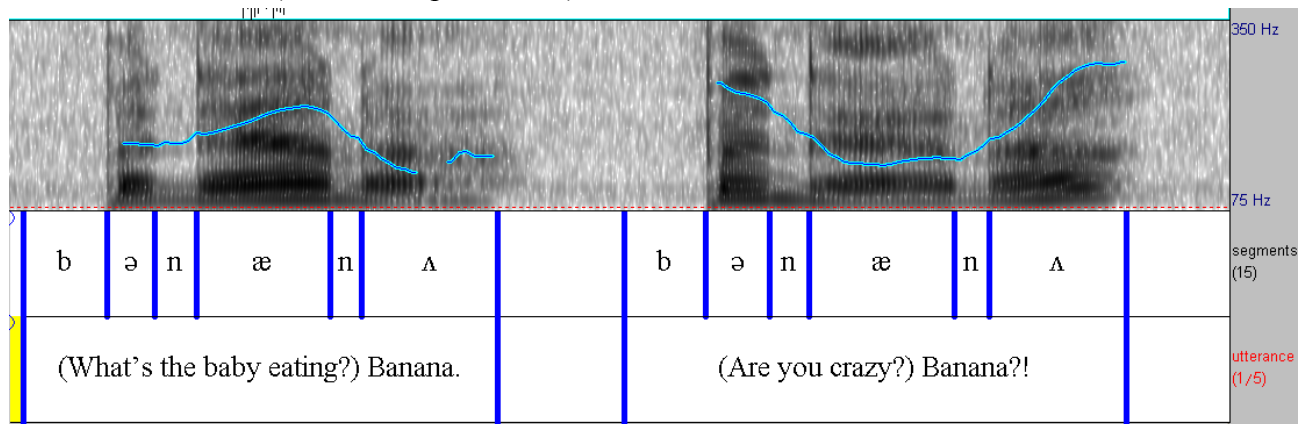 350 Hz
75 Hz
b ə n æ n ʌ b ə n æ n ʌ
segments
(15)
(What’s the baby eating?) Banana. (Are you crazy?) Banana?!
utterance
(1/5)